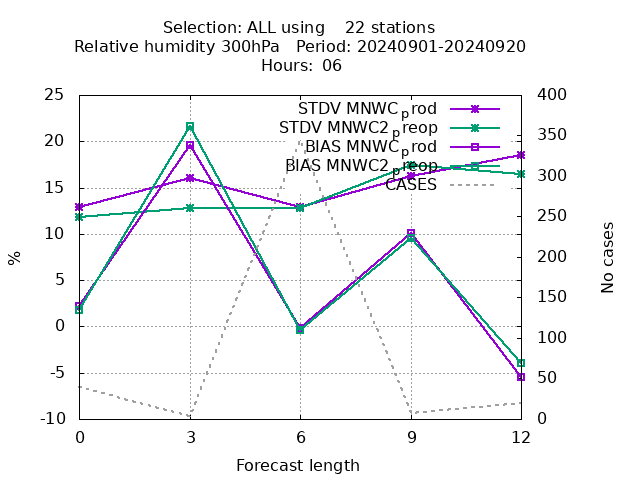 Selection: ALL using 22 stations
Relative humidity 300hPa Period: 20240901-20240920
Hours: 06
25
20
15
10
5
0
-5
-10
400
350
300
250
200
150
100
50
0
STDV MNWC_prod
STDV MNWC2_preop
BIAS MNWC_prod
BIAS MNWC2_preop
CASES
%
No cases
0 3 6 9 12
Forecast length